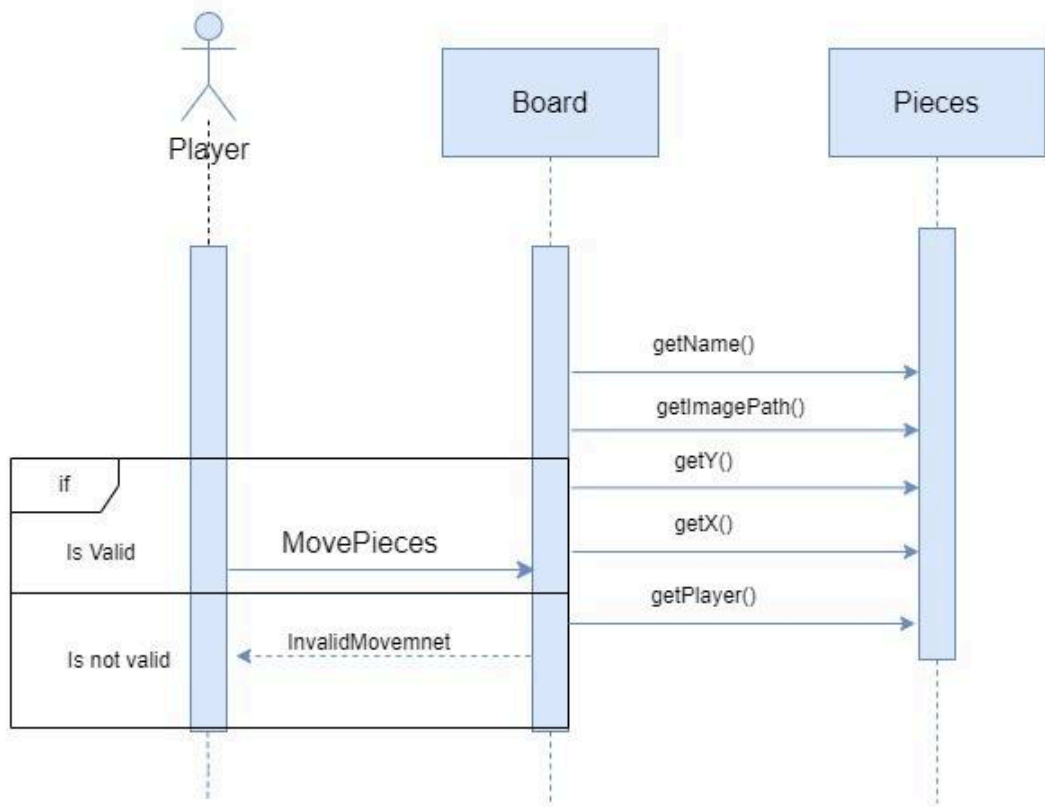 Player
Board
Pieces
getName()
getImagePath()
getY()
if
getX()
Is Valid
MovePieces
getPlayer()
InvalidMovemnet
Is not valid